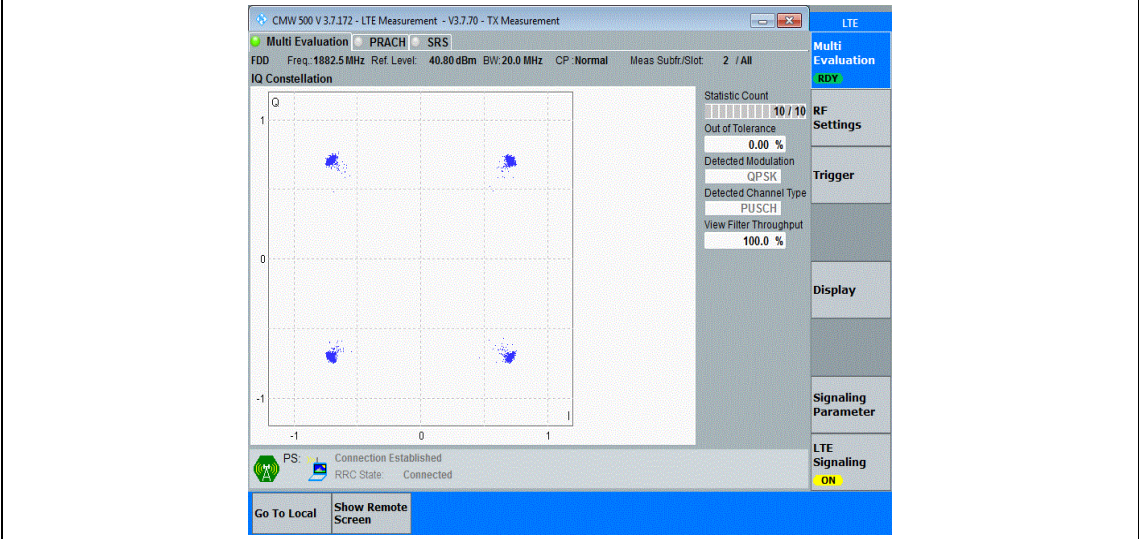 CMW 500 V 3.7.172 - LTE Measurement - V3.7.70 - TX Measurement
LTE
Multi Evaluation PRACH SRS
Multi
Evaluation
RDY
FDD Freq.: 1882.5 MHz Ref. Level: 40.80 dBm BW: 20.0 MHz CP: Normal Meas Subfr./Slot: 2 / All
IQ Constellation
Q
1
0
-1
I
-1 0 1
Statistic Count
10 / 10
Out of Tolerance
0.00 %
Detected Modulation
QPSK
Detected Channel Type
PUSCH
View Filter Throughput
100.0 %
RF
Settings
Trigger
Display
Signaling
Parameter
LTE
Signaling
ON
PS: Connection Established
RRC State: Connected
Go To Local
Show Remote
Screen